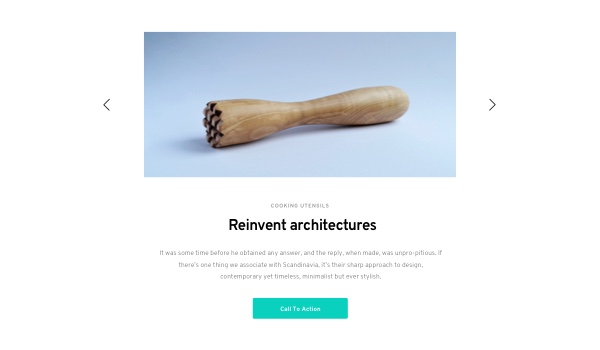 COOKING UTENSILS
Reinvent architectures
It was some time before he obtained any answer, and the reply, when made, was unpro-pitious. If
there's one thing we associate with Scandinavia, it's their sharp approach to design,
contemporary yet timeless, minimalist but ever stylish.
Call To Action